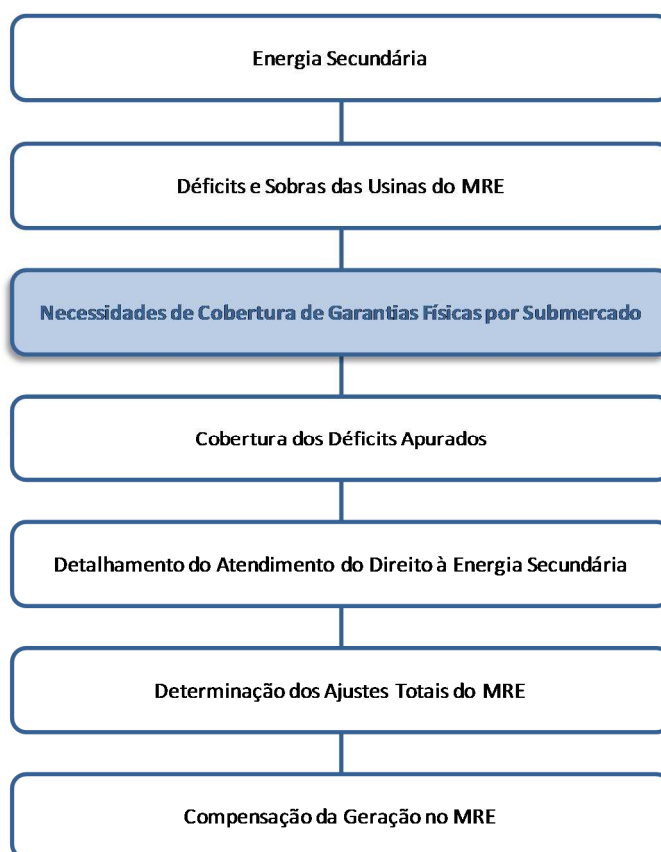 Energia Secundária
Déficits e Sobras das Usinas do MRE
Necessidades de Cobertura de Garantias Físicas por Submercado
Cobertura dos Déficits Apurados
Detalhamento do Atendimento do Direito à Energia Secundária
Determinação dos Ajustes Totais do MRE
Compensação da Geração no MRE